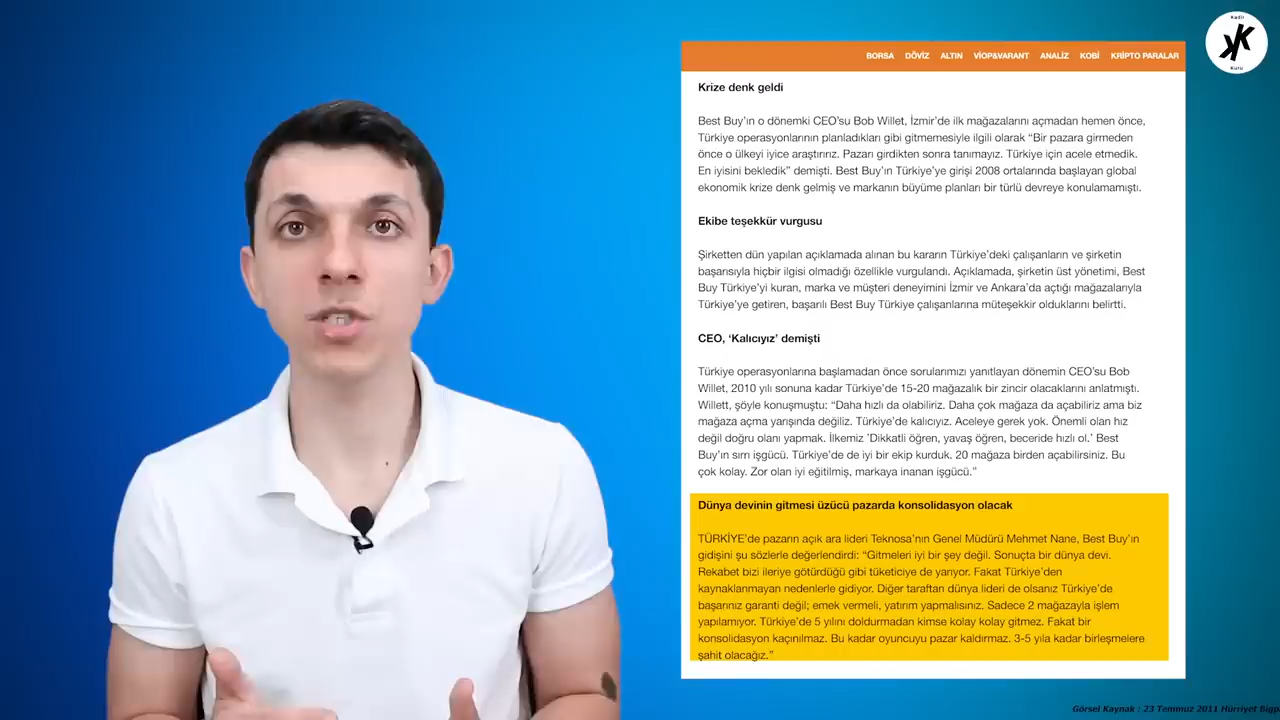 Kadir
KK
Kuru
BORSA DÖVİZ ALTIN VİOP&VARANT ANALİZ KOBİ KRİPTO PARALAR
Krize denk geldi
Best Buy’ın o dönemki CEO’su Bob Willet, İzmir’de ilk mağazalarını açmadan hemen önce,
Türkiye operasyonlarının planladıkları gibi gitmemesiyle ilgili olarak “Bir pazara girmeden
önce o ülkeyi iyice araştırırız. Pazarı girdikten sonra tanımayız. Türkiye için acele etmedik.
En iyisini bekledik” demişti. Best Buy’ın Türkiye’ye girişi 2008 ortalarında başlayan global
ekonomik krize denk gelmiş ve markanın büyüme planları bir türlü devreye konulamamıştı.
Ekibe teşekkür vurgusu
Şirketten dün yapılan açıklamada alınan bu kararın Türkiye’deki çalışanların ve şirketin
başarısıyla hiçbir ilgisi olmadığı özellikle vurgulandı. Açıklamada, şirketin üst yönetimi, Best
Buy Türkiye’yi kuran, marka ve müşteri deneyimini İzmir ve Ankara’da açtığı mağazalarıyla
Türkiye’ye getiren, başarılı Best Buy Türkiye çalışanlarına müteşekkir olduklarını belirtti.
CEO, ‘Kalıcıyız’ demişti
Türkiye operasyonlarına başlamadan önce sorularımızı yanıtlayan dönemin CEO’su Bob
Willet, 2010 yılı sonuna kadar Türkiye’de 15-20 mağazalık bir zincir olacaklarını anlatmıştı.
Willett, şöyle konuşmuştu: “Daha hızlı da olabiliriz. Daha çok mağaza da açabiliriz ama biz
mağaza açma yarışında değiliz. Türkiye’de kalıcıyız. Aceleye gerek yok. Önemli olan hız
değil doğru olanı yapmak. İlkemiz ’Dikkatli öğren, yavaş öğren, beceride hızlı ol.’ Best
Buy’ın sırrı işgücü. Türkiye’de de iyi bir ekip kurduk. 20 mağaza birden açabilirsiniz. Bu
çok kolay. Zor olan iyi eğitilmiş, markaya inanan işgücü.”
Dünya devinin gitmesi üzücü pazarda konsolidasyon olacak
TÜRKİYE’de pazarın açık ara lideri Teknosa’nın Genel Müdürü Mehmet Nane, Best Buy’ın
gidişini şu sözlerle değerlendirdi: “Gitmeleri iyi bir şey değil. Sonuçta bir dünya devi.
Rekabet bizi ileriye götürdüğü gibi tüketiciye de yarıyor. Fakat Türkiye’den
kaynaklanmayan nedenlerle gidiyor. Diğer taraftan dünya lideri de olsanız Türkiye’de
başarınız garanti değil; emek vermeli, yatırım yapmalısınız. Sadece 2 mağazayla işlem
yapılamıyor. Türkiye’de 5 yılını doldurmadan kimse kolay kolay gitmez. Fakat bir
konsolidasyon kaçınılmaz. Bu kadar oyuncuyu pazar kaldırmaz. 3-5 yıla kadar birleşmelere
şahit olacağız.”
Görsel Kaynak : 23 Temmuz 2011 Hürriyet Bigp